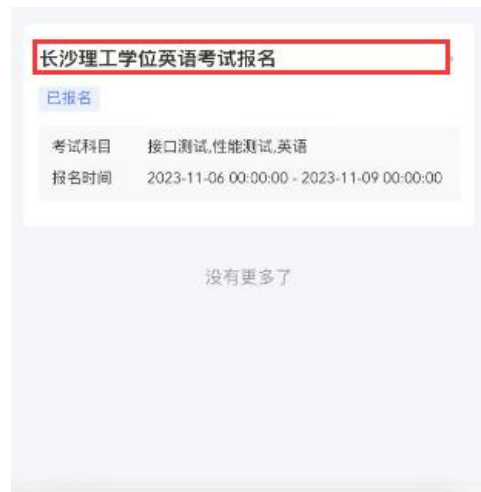 长沙理工学位英语考试报名
已报名
考试科目 接口测试,性能测试,英语
报名时间 2023-11-06 00:00:00 - 2023-11-09 00:00:00
没有更多了